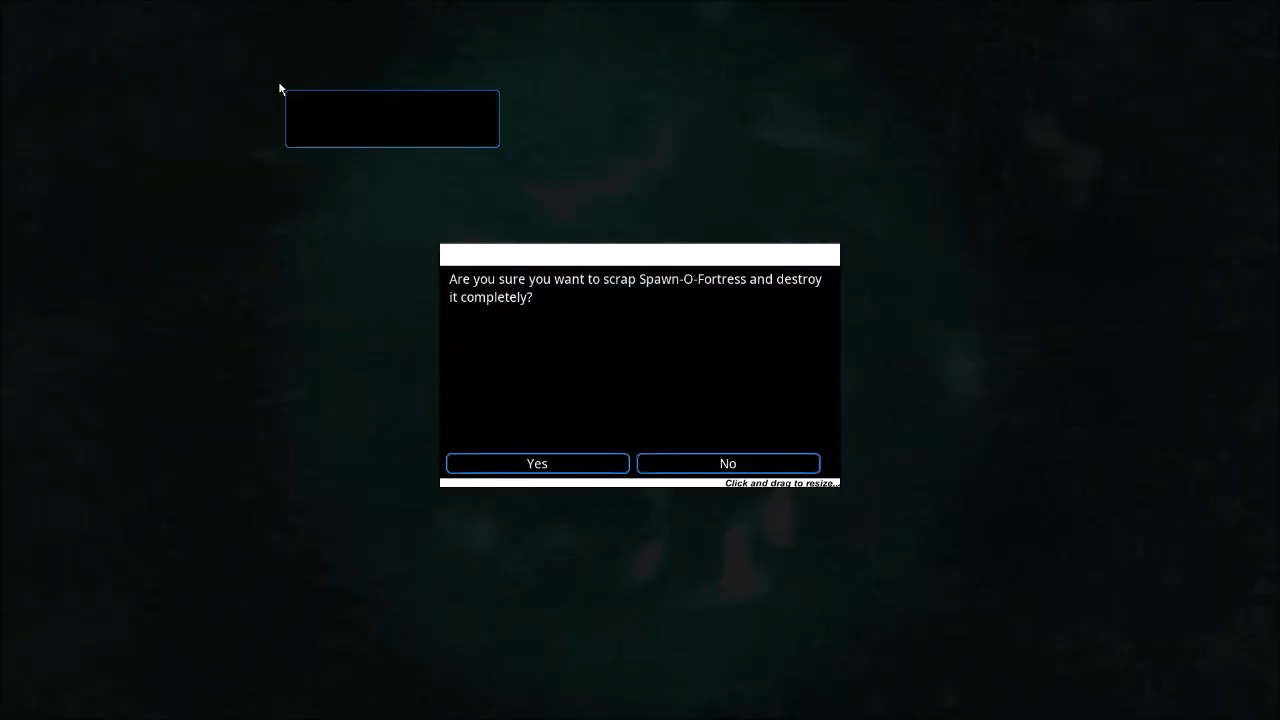 Are you sure you want to scrap Spawn-O-Fortress and destroy
it completely?
Yes No
Click and drag to resize..